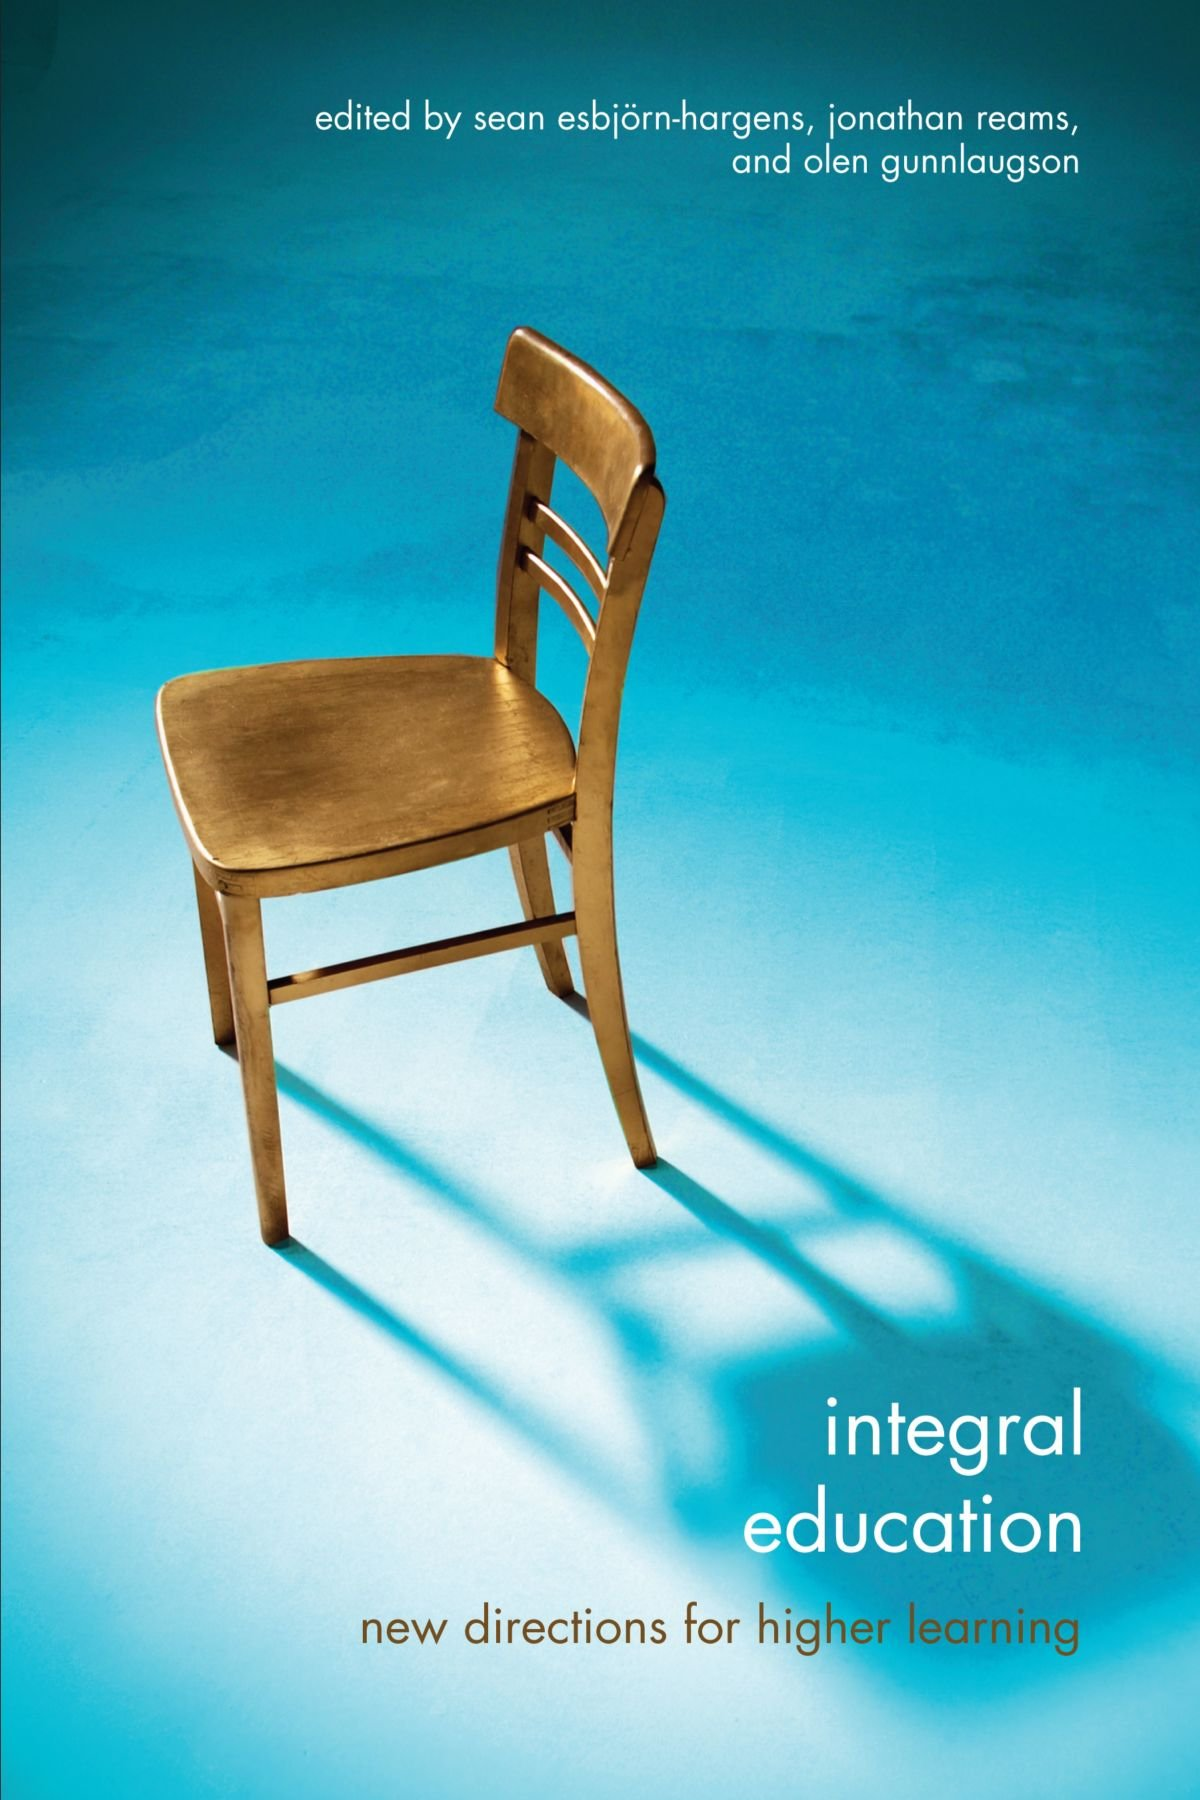 edited by sean esbjörn-hargens, jonathan reams,
and olen gunnlaugson
integral
education
new directions for higher learning